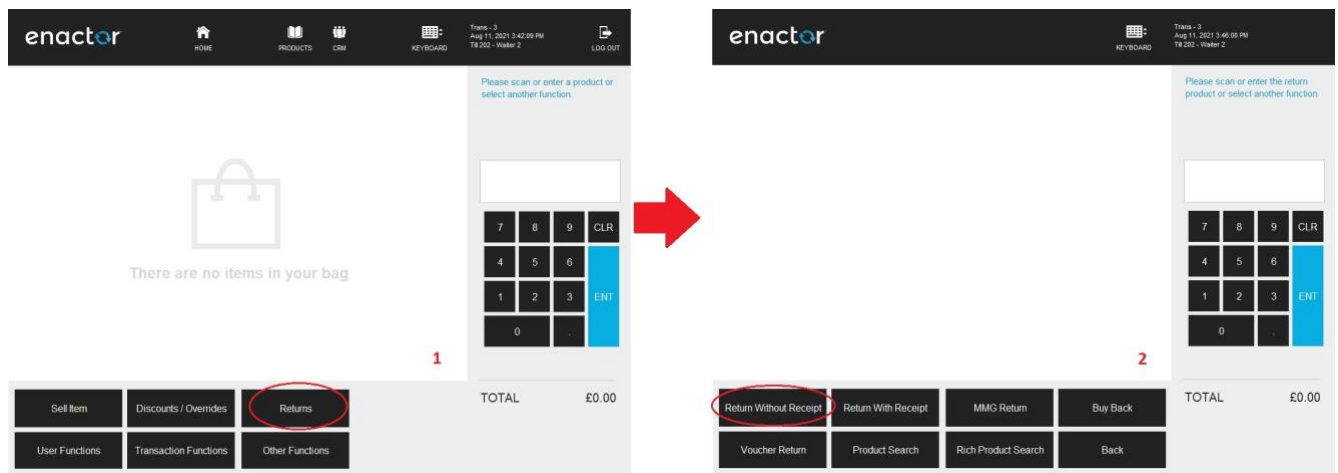 enactor
HOME
PRODUCTS
CRM
KEYBOARD
Trans - 3
Aug 11, 2021 3:42:09 PM
Till 202 - Walter 2
LOG OUT
Please scan or enter a product or
select another function.
There are no items in your bag
7 8 9 CLR
4 5 6
1 2 3 ENT
0 .
1
Sell Item Discounts / Overrides Returns
User Functions Transaction Functions Other Functions
TOTAL £0.00
enactor
KEYBOARD
Trans - 3
Aug 11, 2021 3:46:00 PM
Till 202 - Walter 2
Please scan or enter the return
product or select another function.
7 8 9 CLR
4 5 6
1 2 3 ENT
0 .
2
Return Without Receipt Return With Receipt MMG Return Buy Back
Voucher Return Product Search Rich Product Search Back
TOTAL £0.00